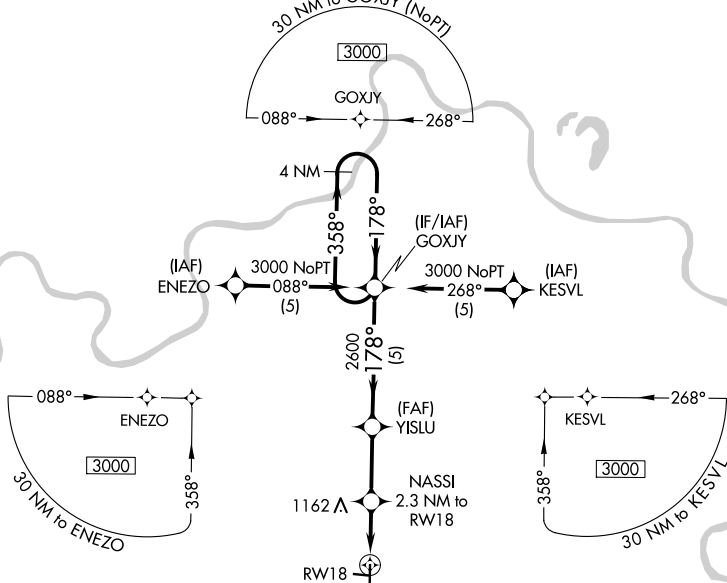 30 NM to GOXJY (NoPT)
3000
GOXJY
088°
268°
4 NM
358°
178°
(IF/IAF)
GOXJY
(IAF)
ENEZO
3000 NoPT
088°
(5)
3000 NoPT
268°
(5)
(IAF)
KESVL
2600
178°
(5)
088°
ENEZO
3000
358°
30 NM to ENEZO
268°
KESVL
3000
358°
30 NM to KESVL
(FAF)
YISLU
NASSI
2.3 NM to
RW18
1162
RW18